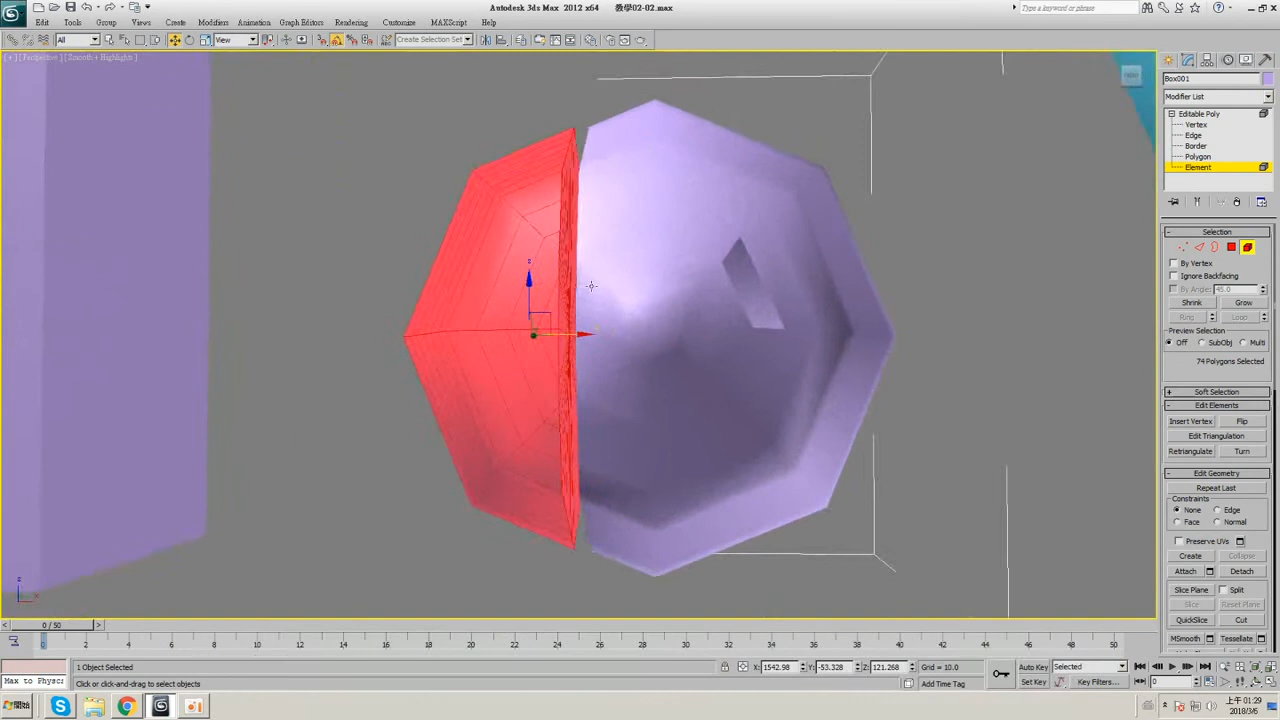 Autodesk 3ds Max 2012 x64 教學02-02.max
Type a keyword or phrase
Edit Tools Group Views Create Modifiers Animation Graph Editors Rendering Customize MAXScript Help
All View Create Selection Set
[+][Perspective][Smooth + Highlights]
Box001
Modifier List
Editable Poly
Vertex
Edge
Border
Polygon
Element
Selection
By Vertex
Ignore Backfacing
By Angle: 45.0
Shrink Grow
Ring Loop
Preview Selection
Off SubObj Multi
74 Polygons Selected
Soft Selection
Edit Elements
Insert Vertex Flip
Edit Triangulation
Retriangulate Turn
Edit Geometry
Repeat Last
Constraints
None Edge
Face Normal
Preserve UVs
Create Collapse
Attach Detach
Slice Plane Split
Slice Reset Plane
QuickSlice Cut
MSmooth Tessellate
z
x
z
0 / 50
0 2 4 6 8 10 12 14 16 18 20 22 24 26 28 30 32 34 36 38 40 42 44 46 48 50
1 Object Selected X: 1542.98 Y: -53.328 Z: 121.268 Grid = 10.0 Auto Key Selected
Max to Physcr Click or click-and-drag to select objects Add Time Tag Set Key Key Filters... 0
開始
上午 01:29
2018/3/6